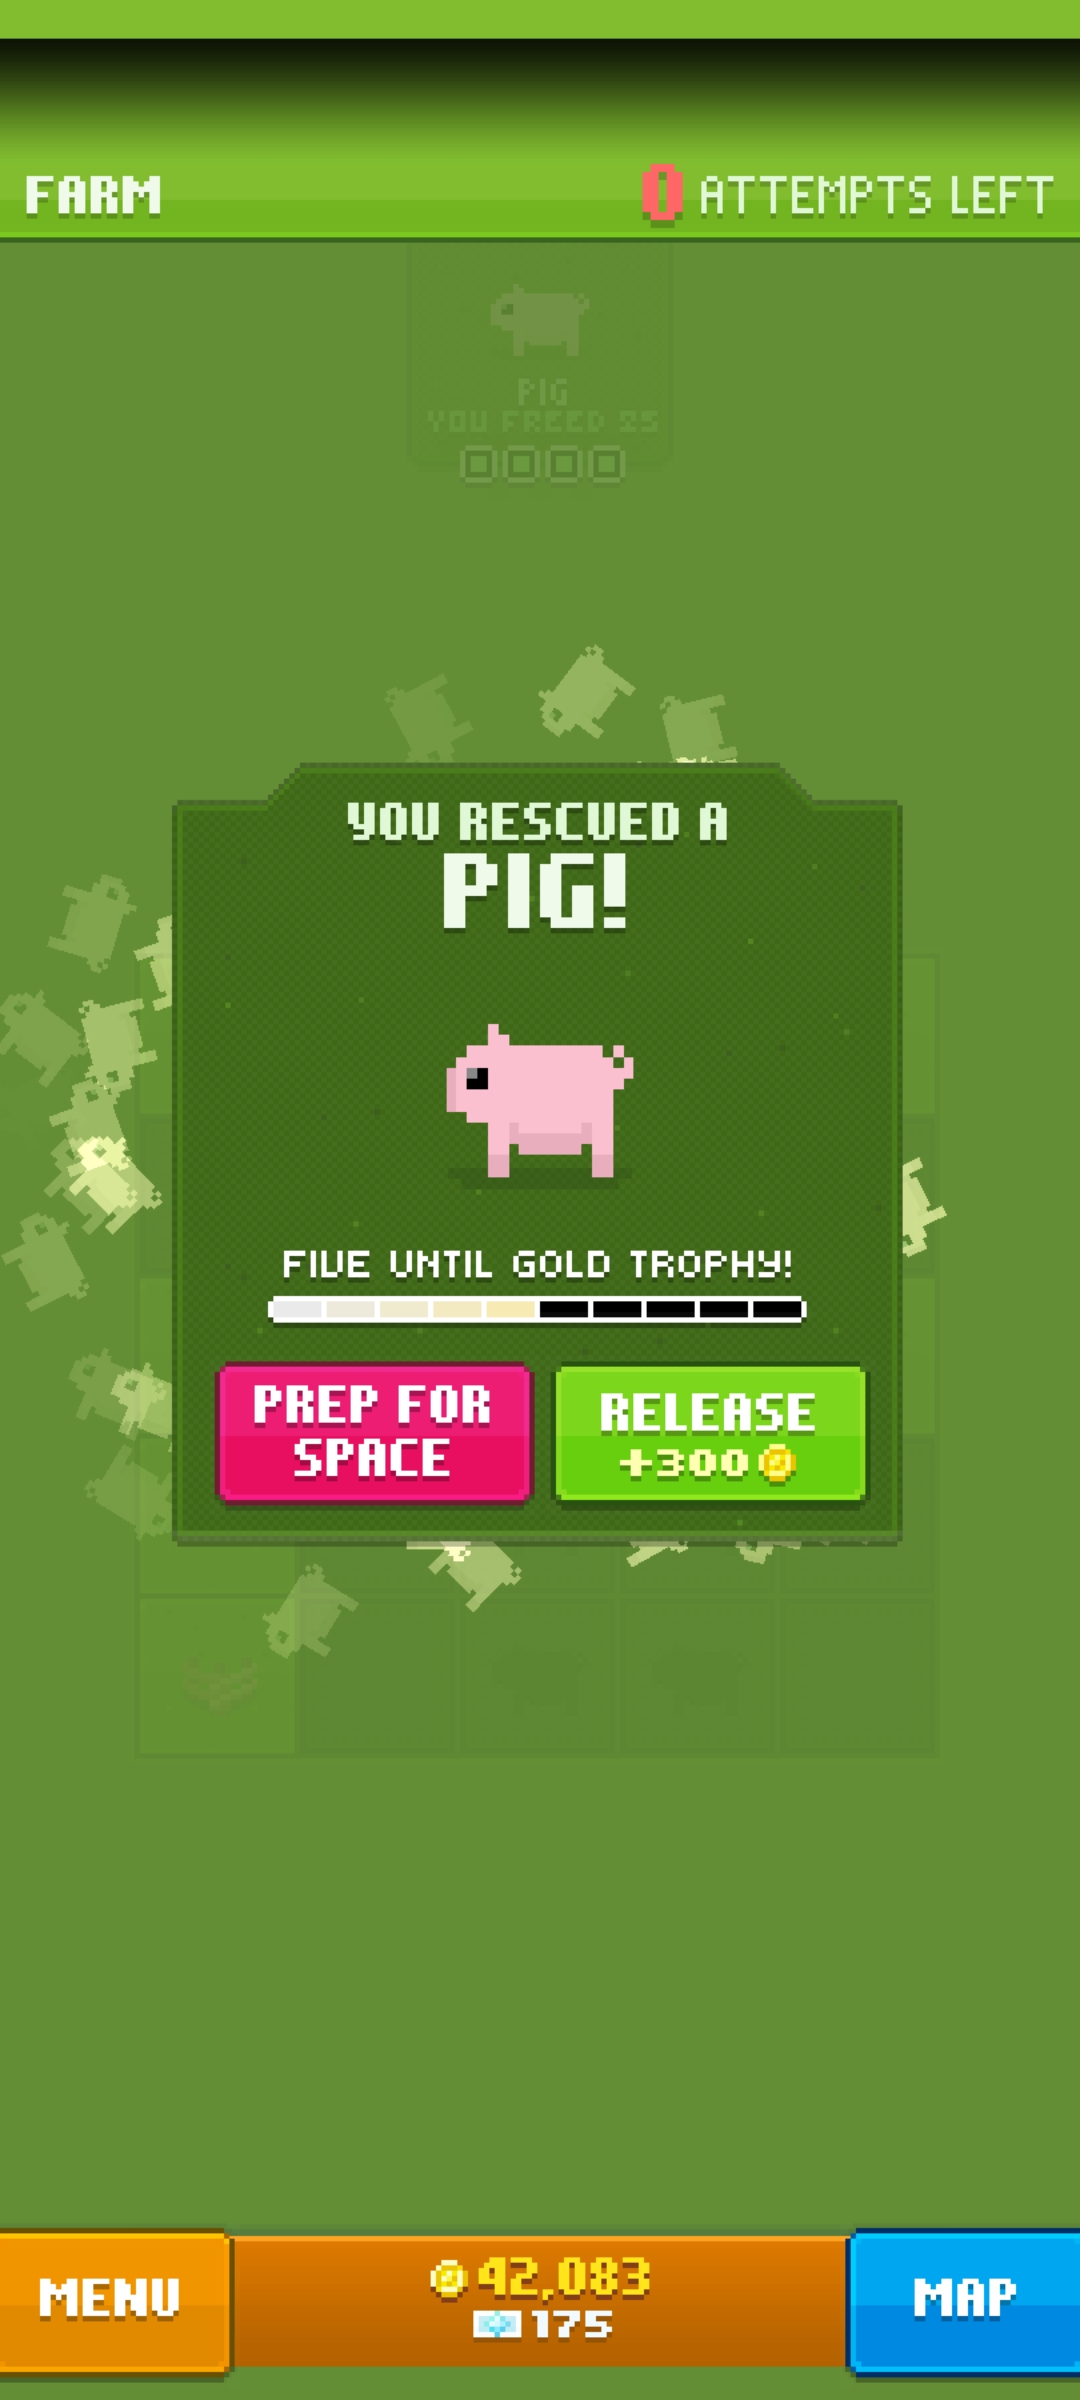 FARM
0 ATTEMPTS LEFT
PIG
YOU FREED 25
YOU RESCUED A
PIG!
FIVE UNTIL GOLD TROPHY!
PREP FOR
SPACE
RELEASE
+300
MENU
42,083
175
MAP